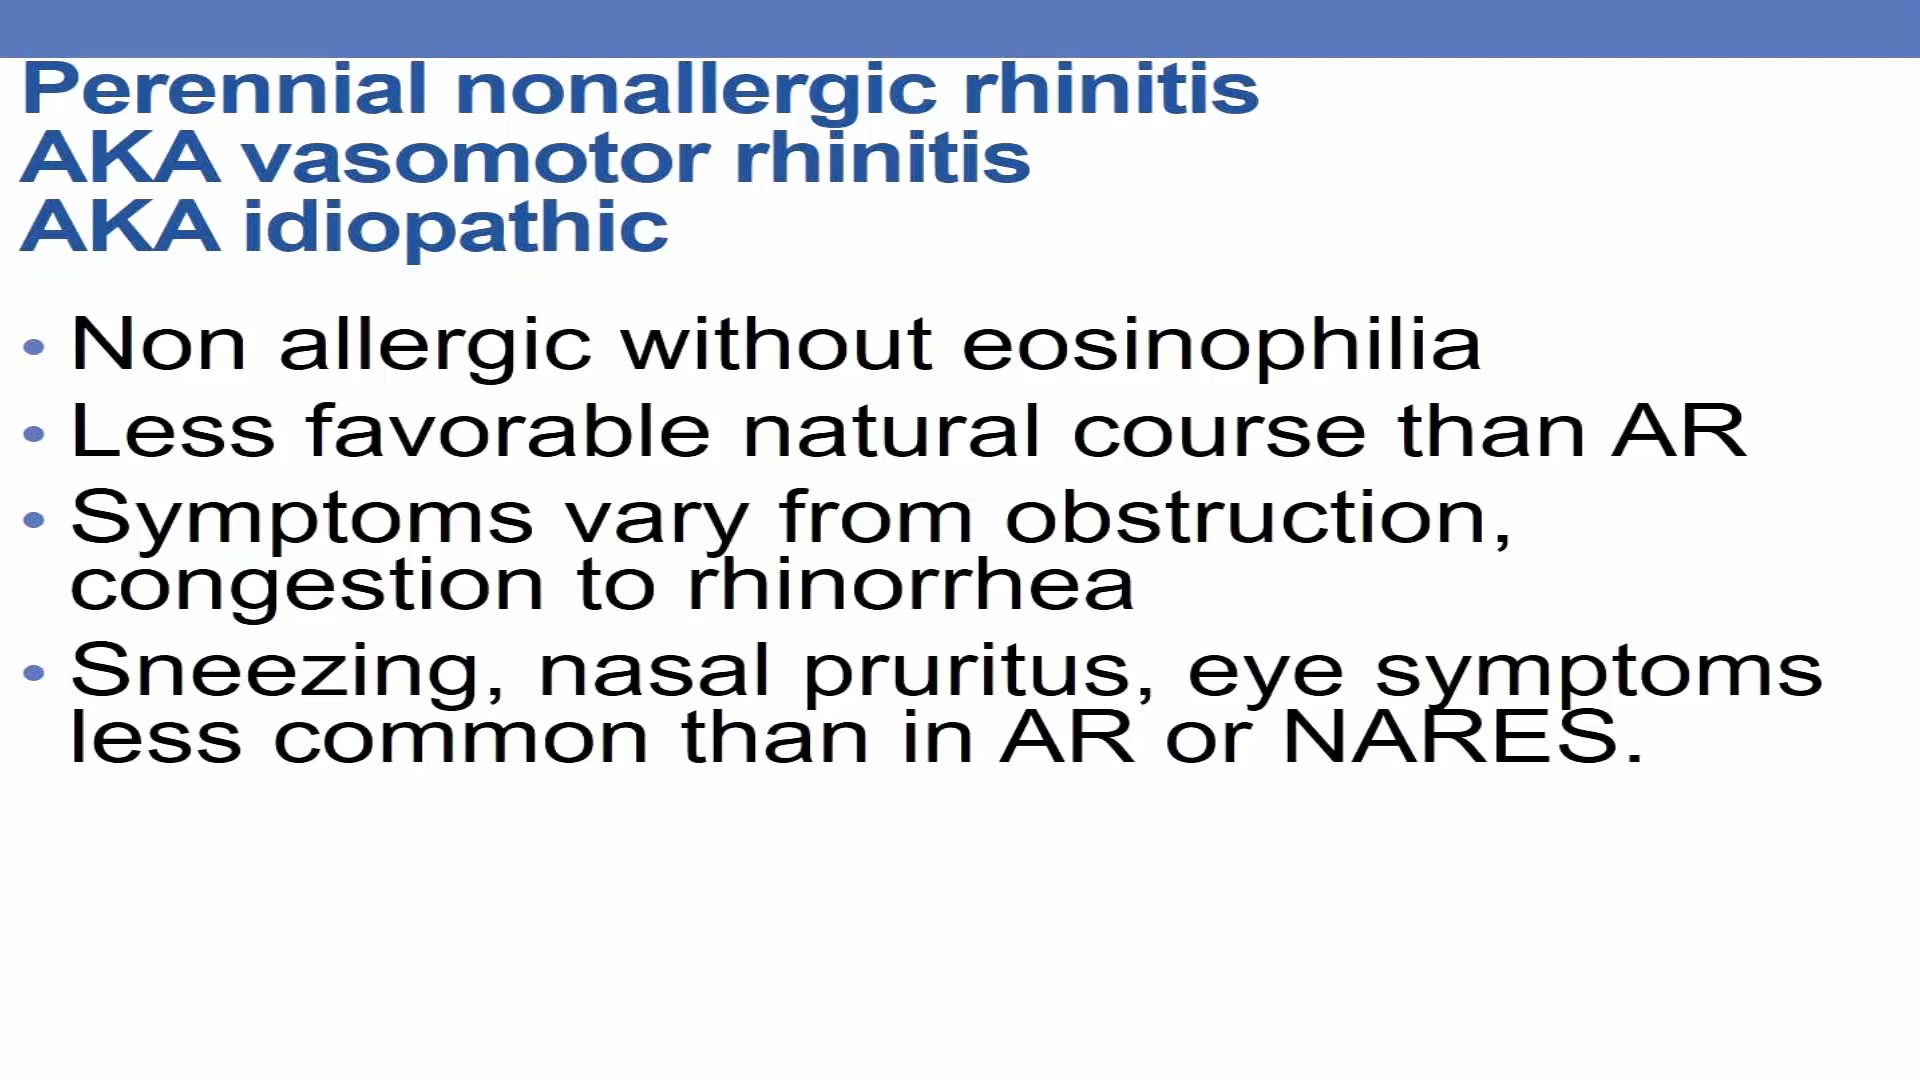 Perennial nonallergic rhinitis
AKA vasomotor rhinitis
AKA idiopathic
• Non allergic without eosinophilia
• Less favorable natural course than AR
• Symptoms vary from obstruction,
congestion to rhinorrhea
• Sneezing, nasal pruritus, eye symptoms
less common than in AR or NARES.